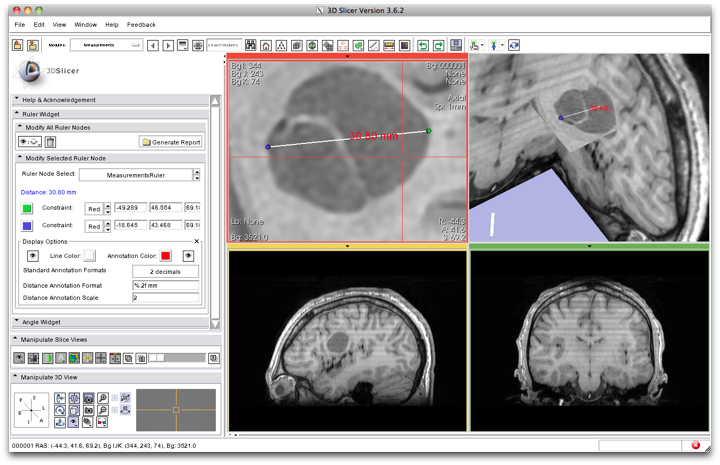 3D Slicer Version 3.6.2
File Edit View Window Help Feedback
Modules: Measurements
3DSlicer
Help & Acknowledgement
Ruler Widget
Modify All Ruler Nodes
Generate Report
Modify Selected Ruler Node
Ruler Node Select: MeasurementsRuler
Distance: 30.80 mm
Constraint: Red -49.289 46.554 69.18
Constraint: Red -18.645 43.468 69.18
Display Options
Line Color: Annotation Color:
Standard Annotation Formats 2 decimals
Distance Annotation Format %.2f mm
Distance Annotation Scale 2
Angle Widget
Manipulate Slice Views
Manipulate 3D View
P S L R I A
Bg I: 344
Bg J: 243
Bg K: 74
Bg: 000001
None
None
Axial
Sp: 1mm
30.80 mm
Lb: None
Bg: 3521.0
R: -44.3
A: 41.6
S: 69.2
000001 RAS: (-44.3, 41.6, 69.2), Bg IJK: (344, 243, 74), Bg: 3521.0